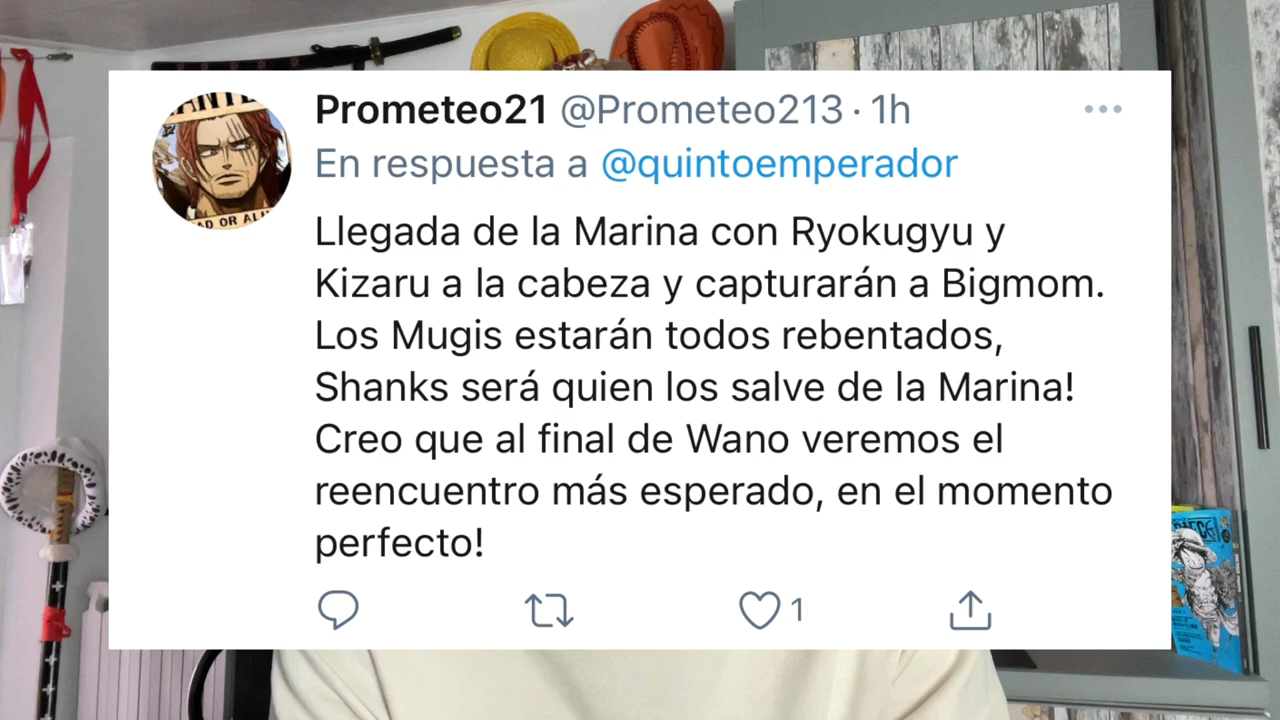 Prometeo21 @Prometeo213 · 1h
En respuesta a @quintoemperador
Llegada de la Marina con Ryokugyu y
Kizaru a la cabeza y capturarán a Bigmom.
Los Mugis estarán todos rebentados,
Shanks será quien los salve de la Marina!
Creo que al final de Wano veremos el
reencuentro más esperado, en el momento
perfecto!
1